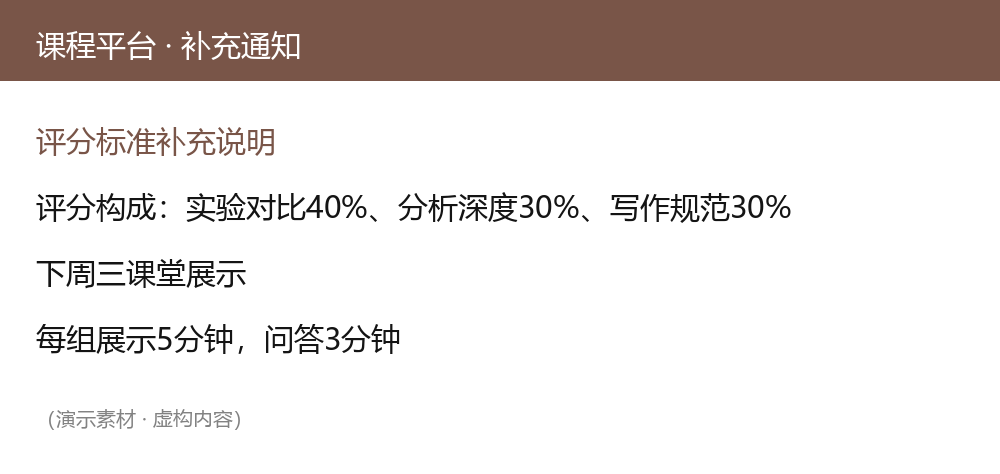 课程平台 · 补充通知
评分标准补充说明
评分构成：实验对比40%、分析深度30%、写作规范30%
下周三课堂展示
每组展示5分钟，问答3分钟
（演示素材 · 虚构内容）